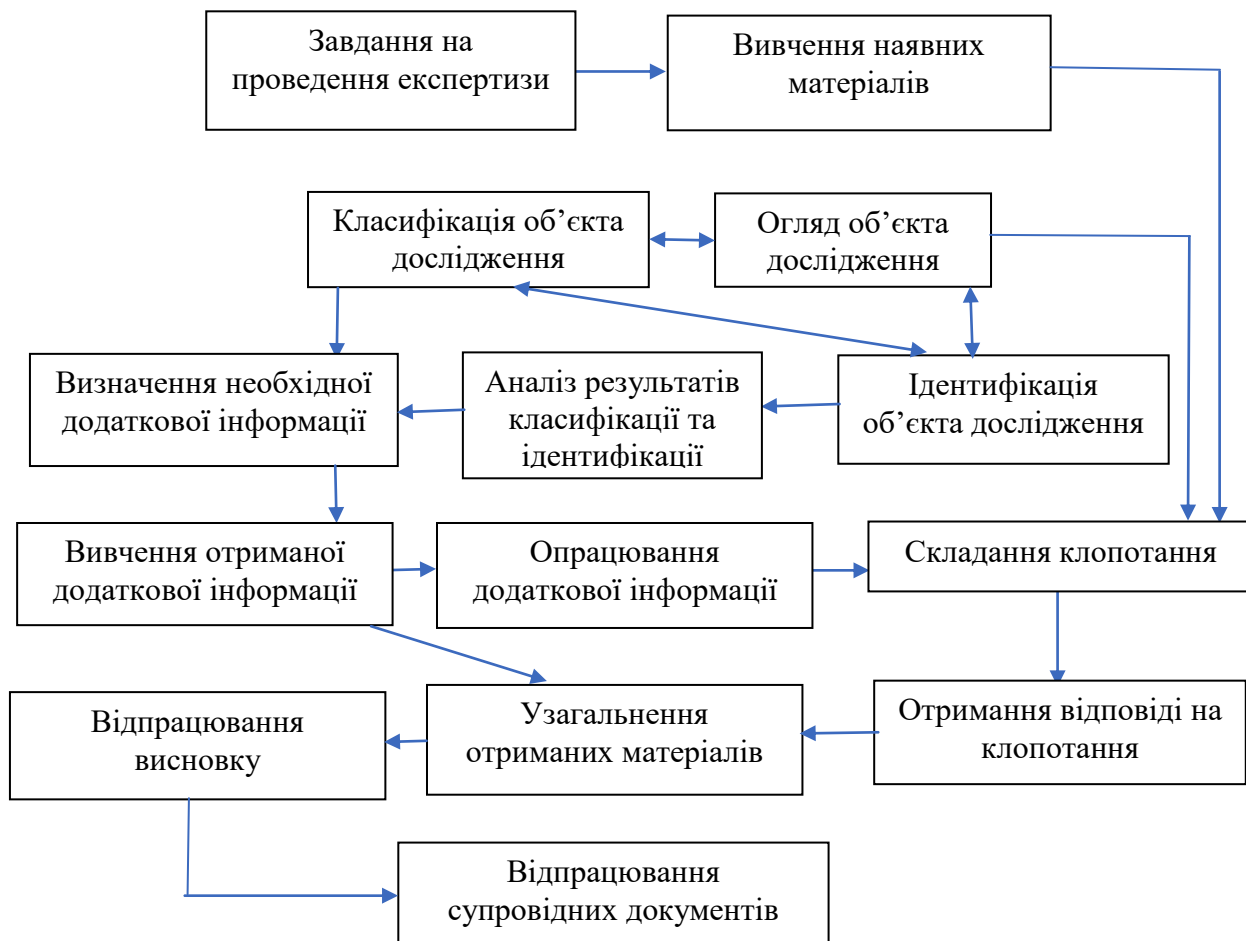 Завдання на
проведення експертизи
Вивчення наявних
матеріалів
Класифікація об’єкта
дослідження
Огляд об’єкта
дослідження
Визначення необхідної
додаткової інформації
Аналіз результатів
класифікації та
ідентифікації
Ідентифікація
об’єкта дослідження
Вивчення отриманої
додаткової інформації
Опрацювання
додаткової інформації
Складання клопотання
Відпрацювання
висновку
Узагальнення
отриманих матеріалів
Отримання відповіді на
клопотання
Відпрацювання
супровідних документів